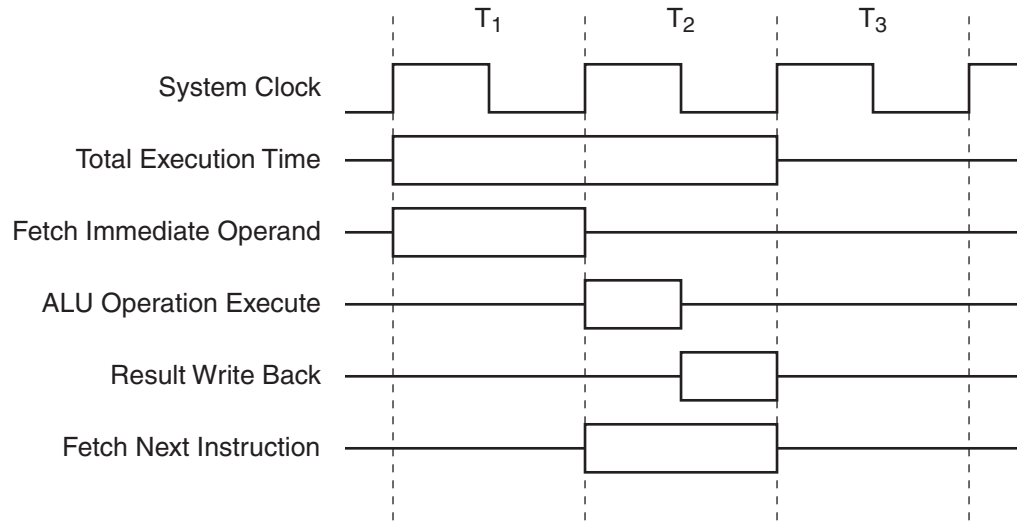 T₁ T₂ T₃
System Clock
Total Execution Time
Fetch Immediate Operand
ALU Operation Execute
Result Write Back
Fetch Next Instruction